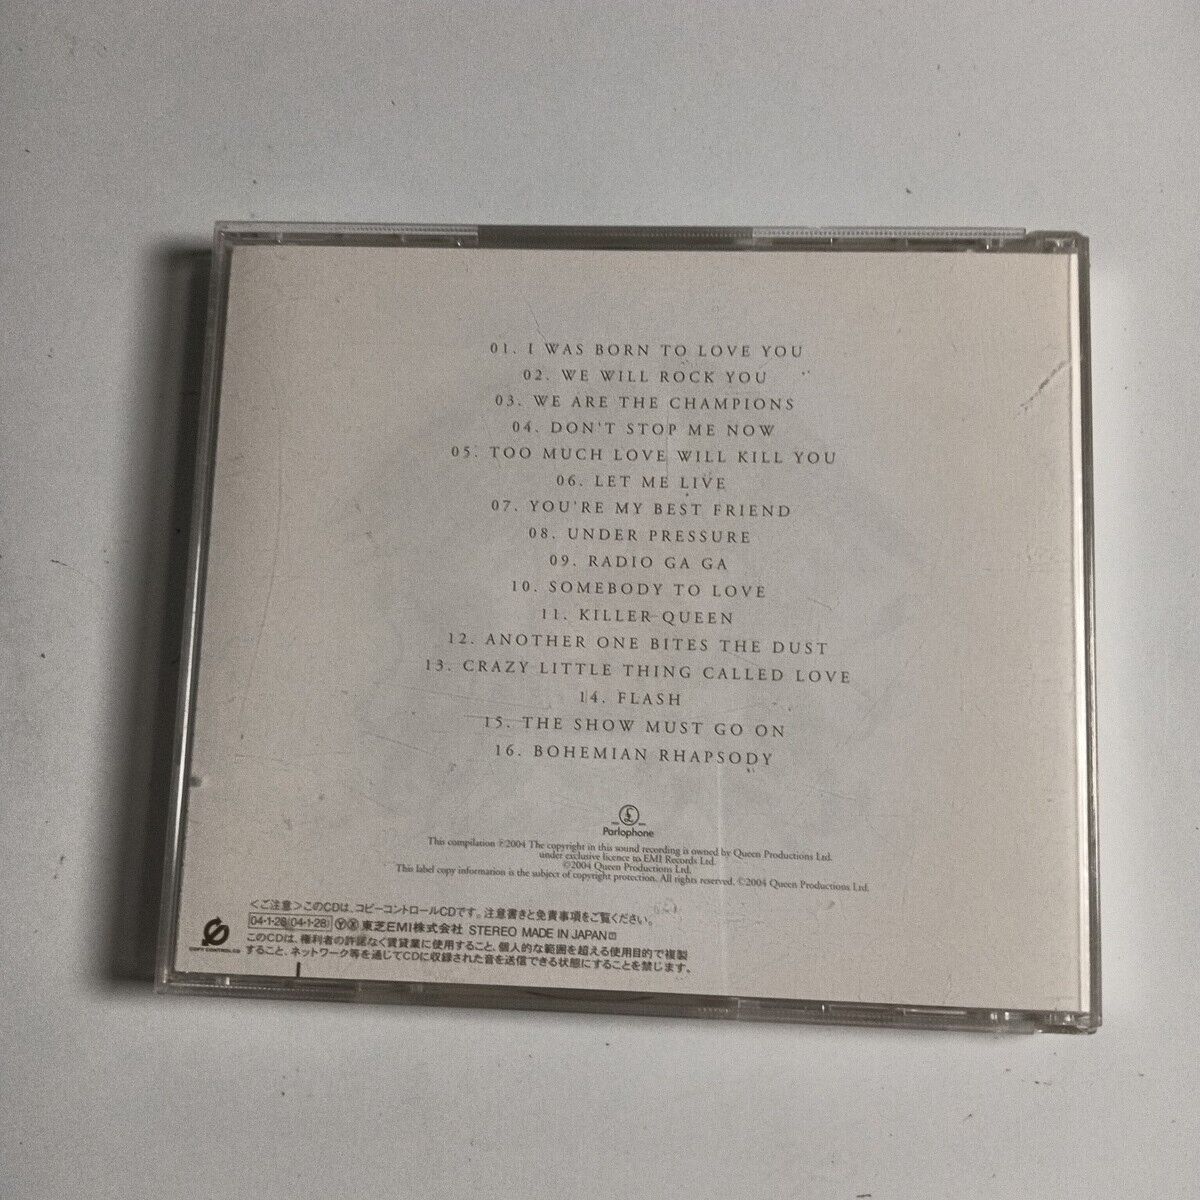 01. I WAS BORN TO LOVE YOU
02. WE WILL ROCK YOU
03. WE ARE THE CHAMPIONS
04. DON'T STOP ME NOW
05. TOO MUCH LOVE WILL KILL YOU
06. LET ME LIVE
07. YOU'RE MY BEST FRIEND
08. UNDER PRESSURE
09. RADIO GA GA
10. SOMEBODY TO LOVE
11. KILLER QUEEN
12. ANOTHER ONE BITES THE DUST
13. CRAZY LITTLE THING CALLED LOVE
14. FLASH
15. THE SHOW MUST GO ON
16. BOHEMIAN RHAPSODY
Parlophone
This compilation ℗2004 The copyright in this sound recording is owned by Queen Productions Ltd.
under exclusive licence to EMI Records Ltd.
©2004 Queen Productions Ltd.
This label copy information is the subject of copyright protection. All rights reserved. ©2004 Queen Productions Ltd.
<ご注意>このCDは、コピーコントロールCDです。注意書きと免責事項をご覧ください。
04・1・28 (04・1・28) Ⓨ Ⓧ 東芝EMI株式会社 STEREO MADE IN JAPAN
このCDは、権利者の許諾なく賃貸業に使用すること、個人的な範囲を超える使用目的で複製
すること、ネットワーク等を通じてCDに収録された音を送信できる状態にすることを禁じます。
COPY CONTROL CD